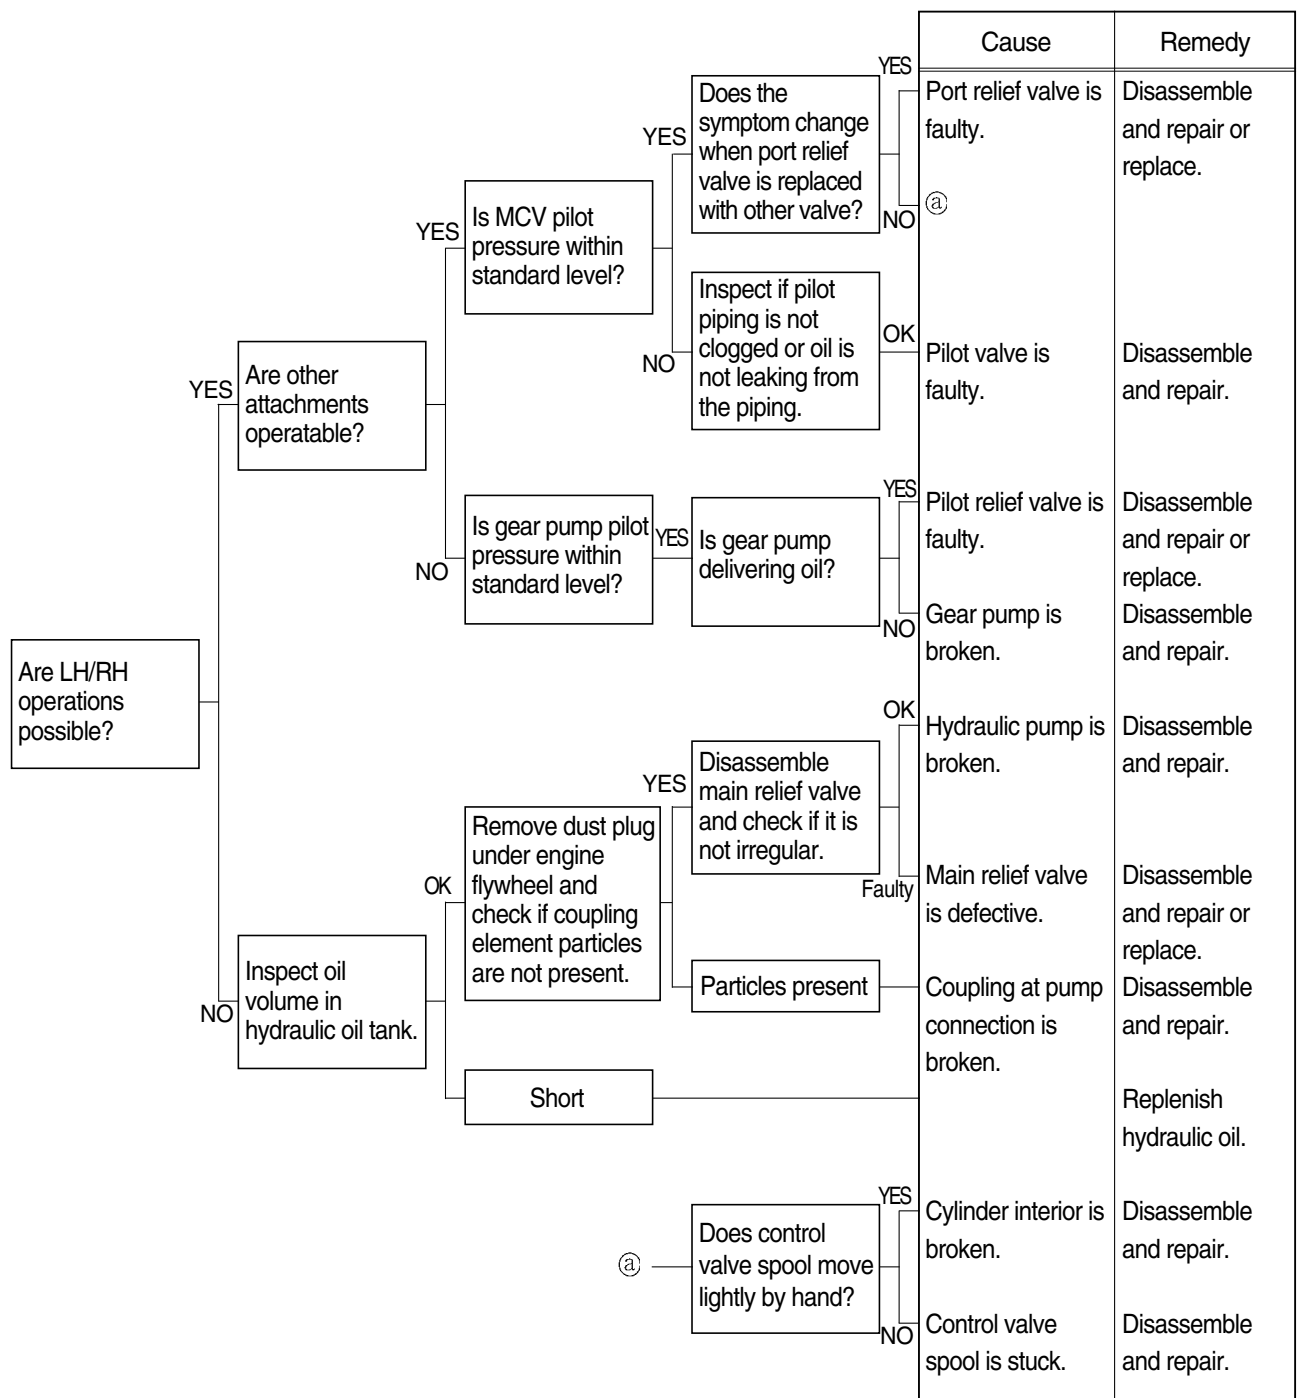 Cause
Remedy
YES
Does the
symptom change
when port relief
valve is replaced
with other valve?
Port relief valve is
faulty.
Disassemble
and repair or
replace.
YES
NO
ⓐ
YES
Is MCV pilot
pressure within
standard level?
Inspect if pilot
piping is not
clogged or oil is
not leaking from
the piping.
OK
NO
Pilot valve is
faulty.
Disassemble
and repair.
YES
Are other
attachments
operatable?
NO
Is gear pump pilot
pressure within
standard level?
YES
Is gear pump
delivering oil?
YES
Pilot relief valve is
faulty.
Disassemble
and repair or
replace.
NO
Gear pump is
broken.
Disassemble
and repair.
Are LH/RH
operations
possible?
OK
Hydraulic pump is
broken.
Disassemble
and repair.
YES
Disassemble
main relief valve
and check if it is
not irregular.
Faulty
Main relief valve
is defective.
Disassemble
and repair or
replace.
OK
Remove dust plug
under engine
flywheel and
check if coupling
element particles
are not present.
NO
Inspect oil
volume in
hydraulic oil tank.
Particles present
Coupling at pump
connection is
broken.
Disassemble
and repair.
Short
Replenish
hydraulic oil.
ⓐ
Does control
valve spool move
lightly by hand?
YES
Cylinder interior is
broken.
Disassemble
and repair.
NO
Control valve
spool is stuck.
Disassemble
and repair.